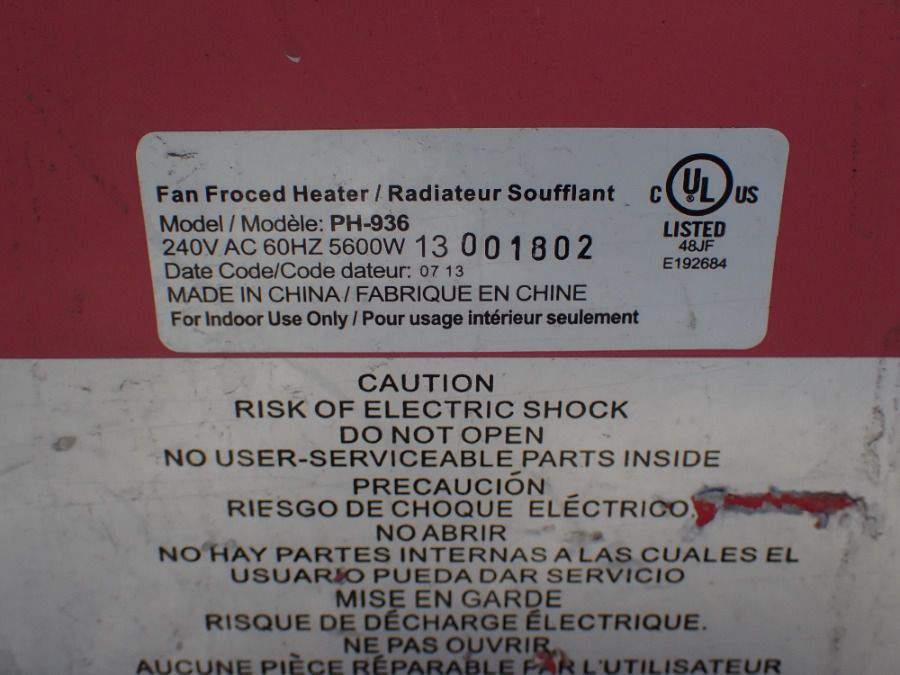 Fan Froced Heater / Radiateur Soufflant
Model / Modèle: PH-936
240V AC 60HZ 5600W 13 001802
Date Code/Code dateur: 07 13
MADE IN CHINA / FABRIQUE EN CHINE
For Indoor Use Only / Pour usage intérieur seulement
C UL® US
LISTED
48JF
E192684
CAUTION
RISK OF ELECTRIC SHOCK
DO NOT OPEN
NO USER-SERVICEABLE PARTS INSIDE
PRECAUCIÓN
RIESGO DE CHOQUE ELÉCTRICO.
NO ABRIR
NO HAY PARTES INTERNAS A LAS CUALES EL
USUARIO PUEDA DAR SERVICIO
MISE EN GARDE
RISQUE DE DÉCHARGE ÉLECTRIQUE.
NE PAS OUVRIR.
AUCUNE PIÈCE RÉPARABLE PAR L'UTILISATEUR